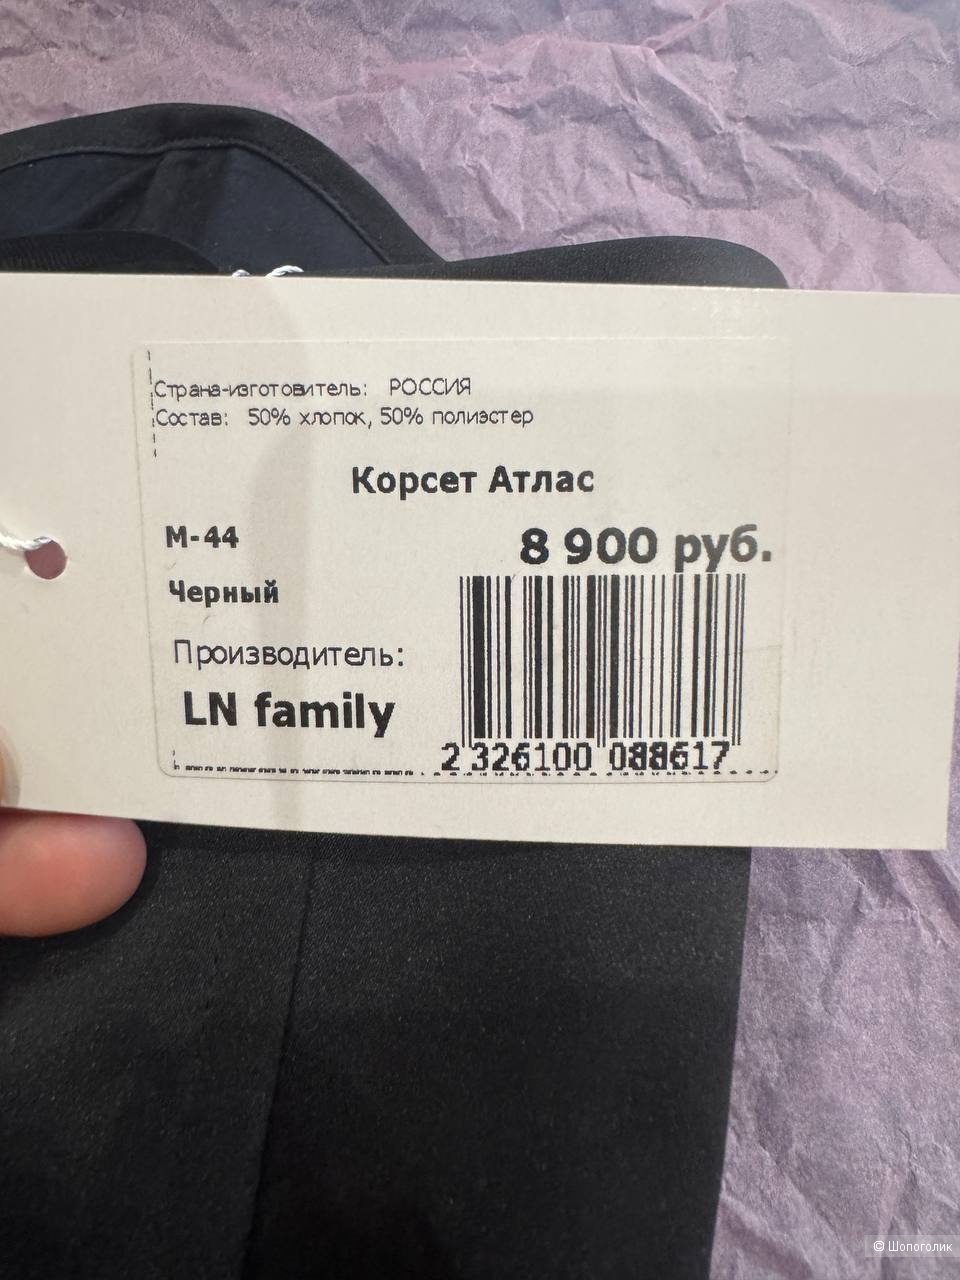 Страна-изготовитель: РОССИЯ
Состав: 50% хлопок, 50% полиэстер
Корсет Атлас
M-44
8 900 руб.
Черный
Производитель:
LN family
2 326100 088617
© Шопоголик